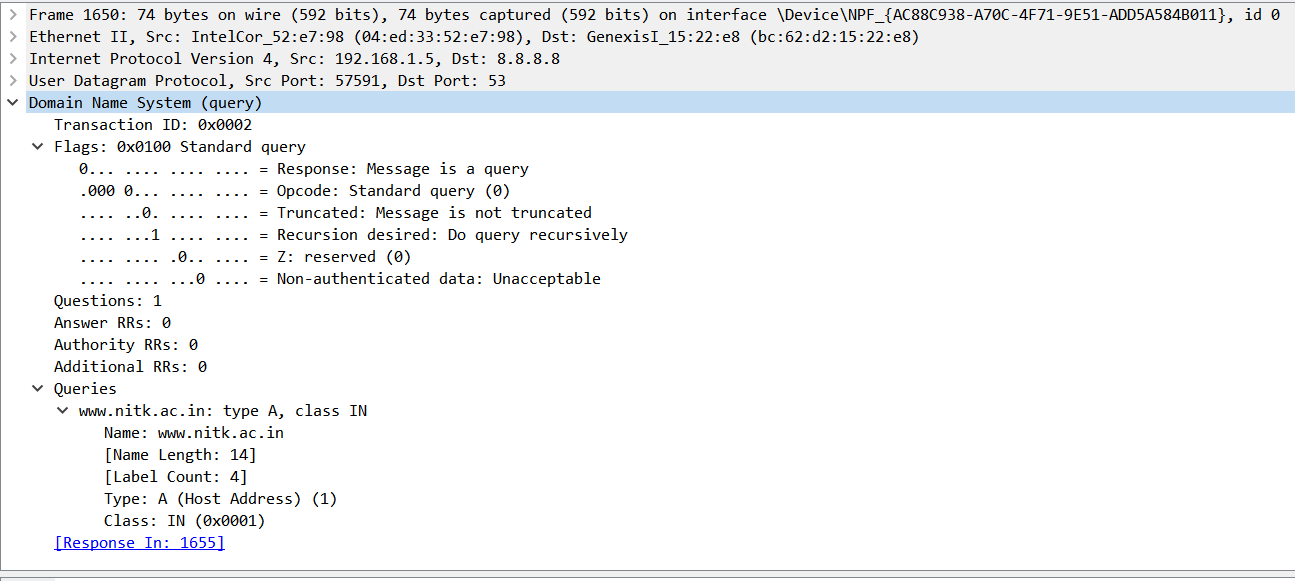 Frame 1650: 74 bytes on wire (592 bits), 74 bytes captured (592 bits) on interface \Device\NPF_{AC88C938-A70C-4F71-9E51-ADD5A584B011}, id 0
Ethernet II, Src: IntelCor_52:e7:98 (04:ed:33:52:e7:98), Dst: GenexisI_15:22:e8 (bc:62:d2:15:22:e8)
Internet Protocol Version 4, Src: 192.168.1.5, Dst: 8.8.8.8
User Datagram Protocol, Src Port: 57591, Dst Port: 53
Domain Name System (query)
Transaction ID: 0x0002
Flags: 0x0100 Standard query
0... .... .... .... = Response: Message is a query
.000 0... .... .... = Opcode: Standard query (0)
.... ..0. .... .... = Truncated: Message is not truncated
.... ...1 .... .... = Recursion desired: Do query recursively
.... .... .0.. .... = Z: reserved (0)
.... .... ...0 .... = Non-authenticated data: Unacceptable
Questions: 1
Answer RRs: 0
Authority RRs: 0
Additional RRs: 0
Queries
www.nitk.ac.in: type A, class IN
Name: www.nitk.ac.in
[Name Length: 14]
[Label Count: 4]
Type: A (Host Address) (1)
Class: IN (0x0001)
[Response In: 1655]